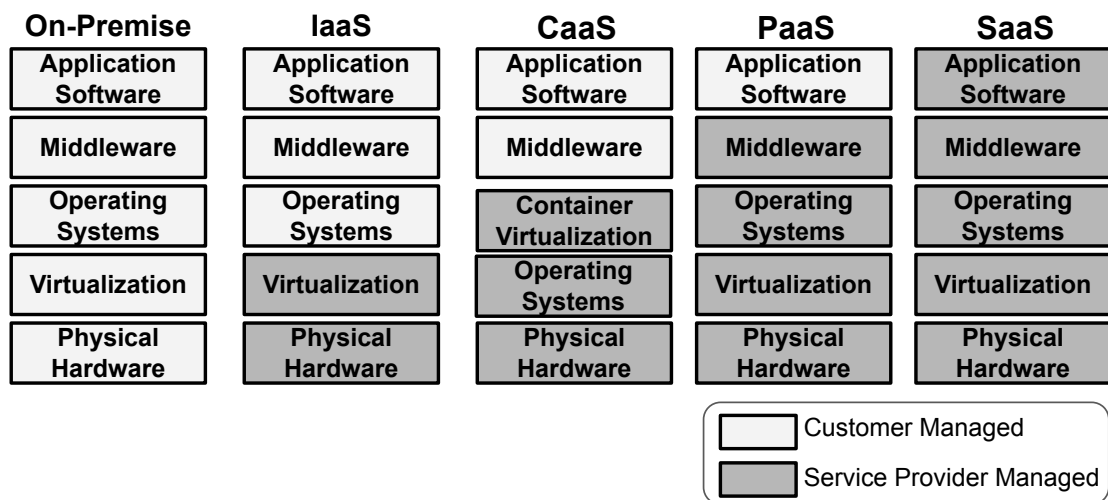 On-Premise
Application
Software
Middleware
Operating
Systems
Virtualization
Physical
Hardware
IaaS
Application
Software
Middleware
Operating
Systems
Virtualization
Physical
Hardware
CaaS
Application
Software
Middleware
Container
Virtualization
Operating
Systems
Physical
Hardware
PaaS
Application
Software
Middleware
Operating
Systems
Virtualization
Physical
Hardware
SaaS
Application
Software
Middleware
Operating
Systems
Virtualization
Physical
Hardware
Customer Managed
Service Provider Managed